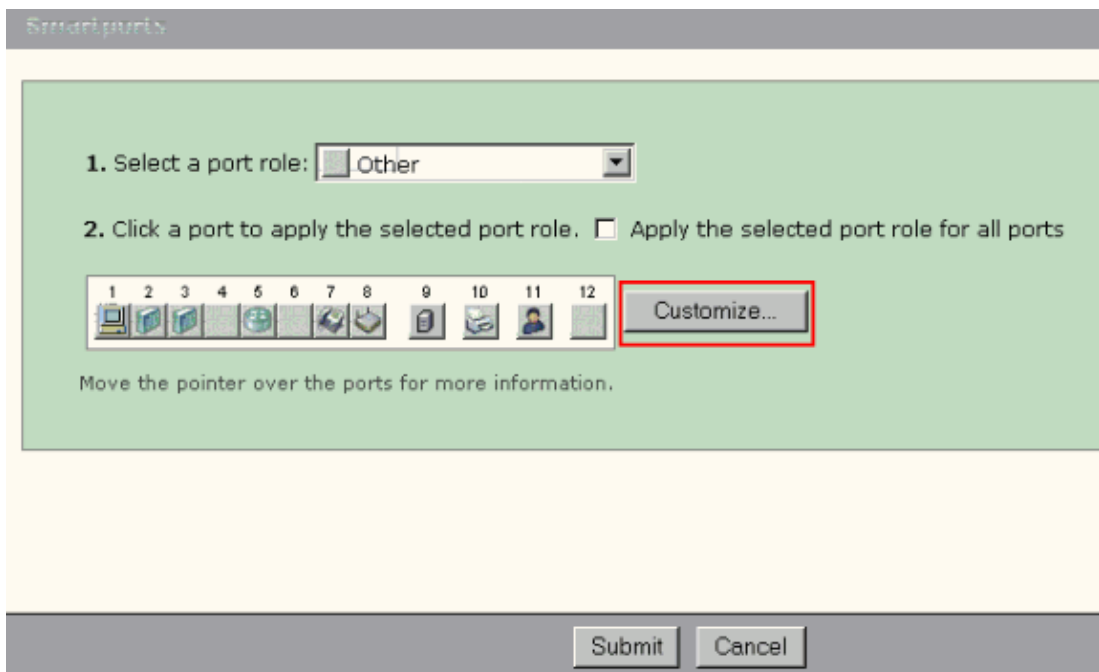 Smartports
1. Select a port role: Other
2. Click a port to apply the selected port role. Apply the selected port role for all ports
1 2 3 4 5 6 7 8 9 10 11 12
Customize...
Move the pointer over the ports for more information.
Submit Cancel